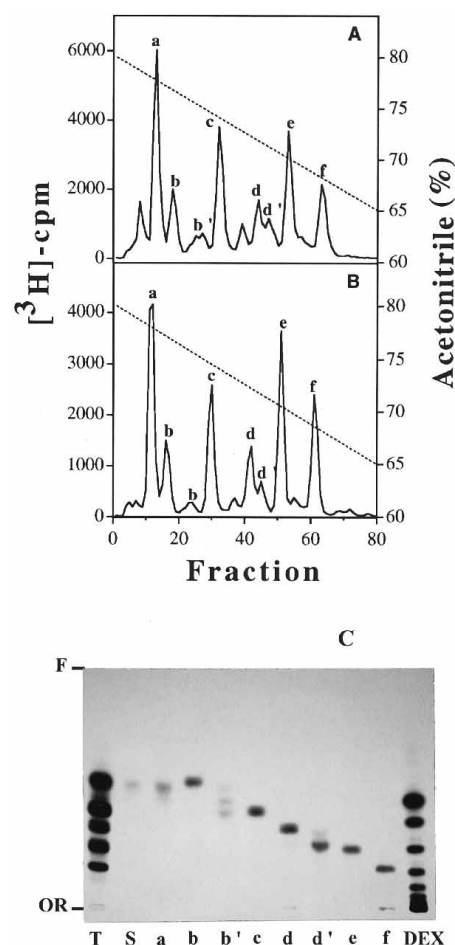 A
a
b
b'
c
d
d'
e
f
6000
4000
2000
0
80
75
70
65
60
[³H]-cpm
Acetonitrile (%)
B
a
b
b
c
d
d'
e
f
4000
3000
2000
1000
0
80
75
70
65
60
0 20 40 60 80
Fraction
C
F
OR
T S a b b' c d d' e f DEX